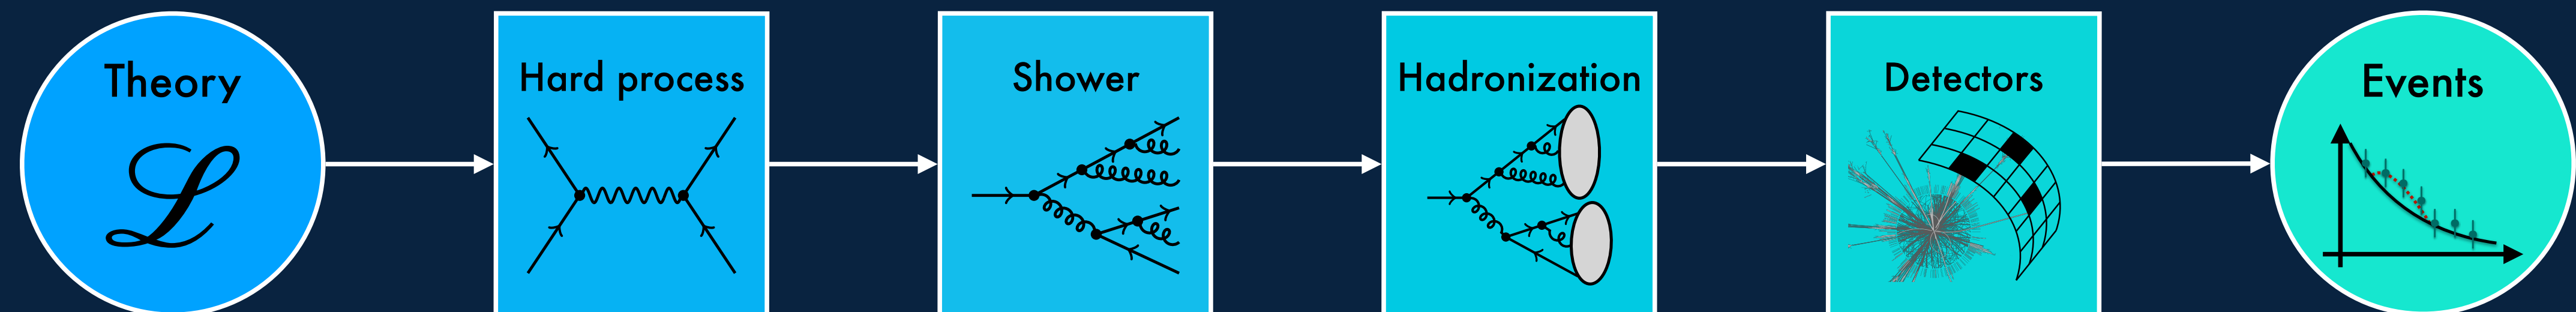 Theory
ℒ
Hard process
Shower
Hadronization
Detectors
Events